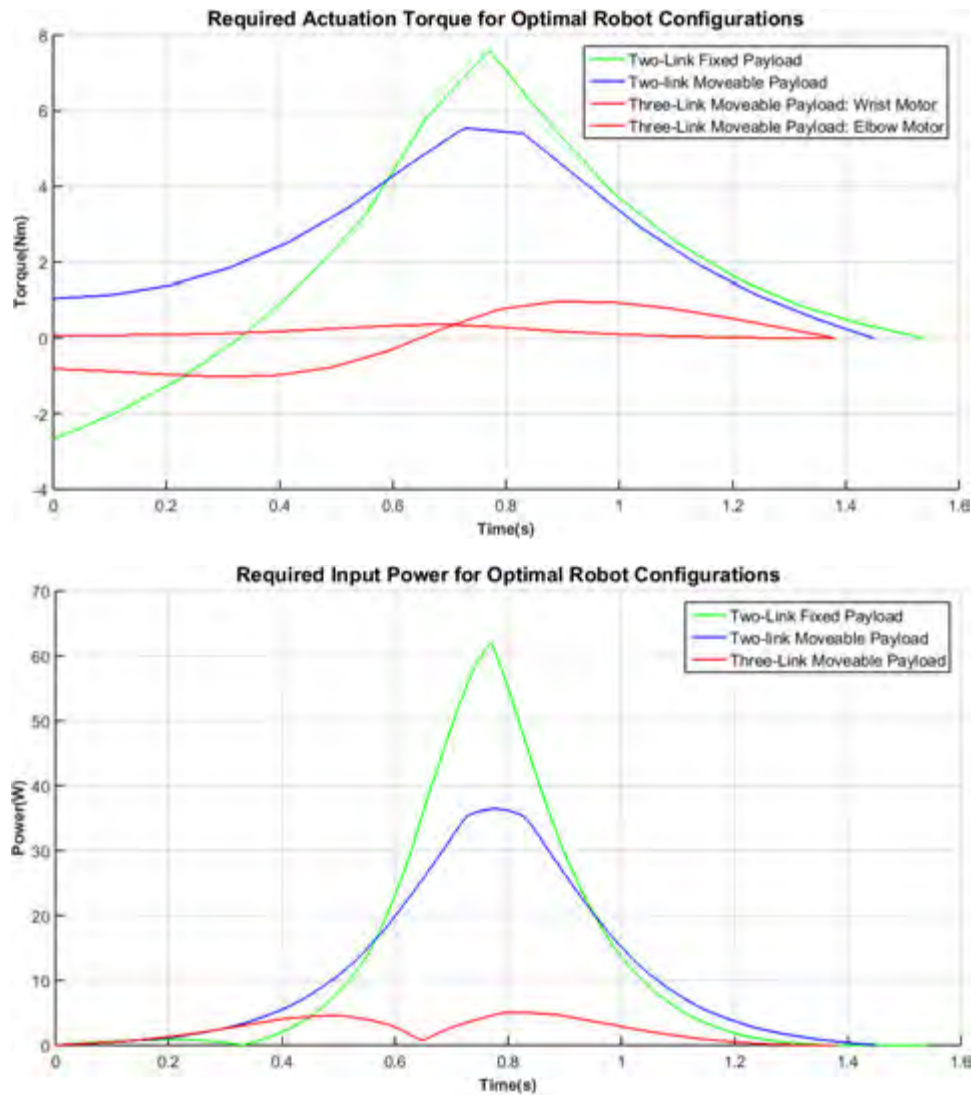 Required Actuation Torque for Optimal Robot Configurations
8
6
4
2
0
-2
-4
Torque(Nm)
Two-Link Fixed Payload
Two-link Moveable Payload
Three-Link Moveable Payload: Wrist Motor
Three-Link Moveable Payload: Elbow Motor
0 0.2 0.4 0.6 0.8 1 1.2 1.4 1.6
Time(s)
Required Input Power for Optimal Robot Configurations
70
60
50
40
30
20
10
0
Power(W)
Two-Link Fixed Payload
Two-link Moveable Payload
Three-Link Moveable Payload
0 0.2 0.4 0.6 0.8 1 1.2 1.4 1.6
Time(s)